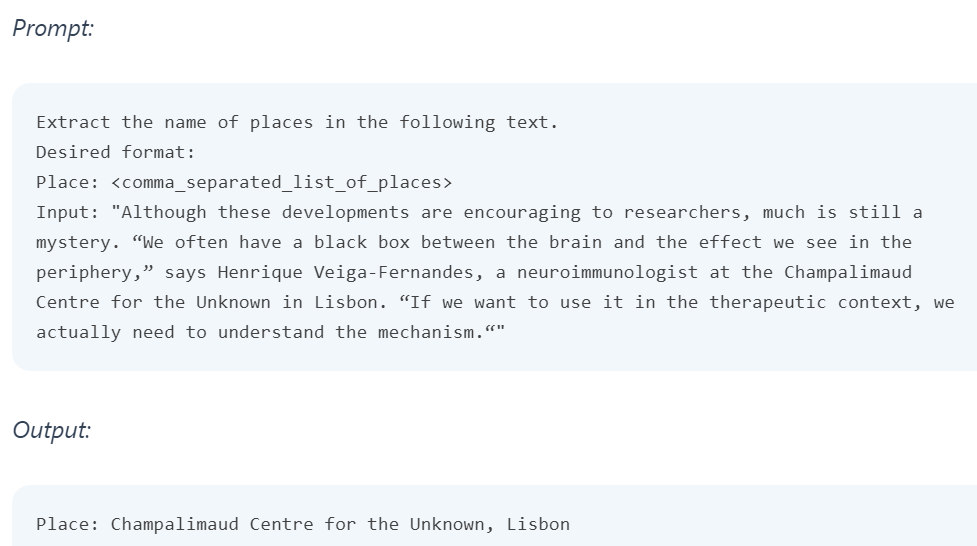 Prompt:
Extract the name of places in the following text.
Desired format:
Place: <comma_separated_list_of_places>
Input: "Although these developments are encouraging to researchers, much is still a
mystery. “We often have a black box between the brain and the effect we see in the
periphery,” says Henrique Veiga-Fernandes, a neuroimmunologist at the Champalimaud
Centre for the Unknown in Lisbon. “If we want to use it in the therapeutic context, we
actually need to understand the mechanism.“"
Output:
Place: Champalimaud Centre for the Unknown, Lisbon